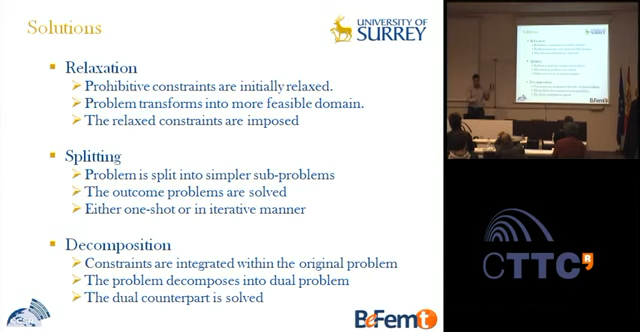 Solutions
UNIVERSITY OF
SURREY
Relaxation
Prohibitive constraints are initially relaxed.
Problem transforms into more feasible domain.
The relaxed constraints are imposed
Splitting
Problem is split into simpler sub-problems
The outcome problems are solved
Either one-shot or in iterative manner
Decomposition
Constraints are integrated within the original problem
The problem decomposes into dual problem
The dual counterpart is solved
BeFemt
CTTC